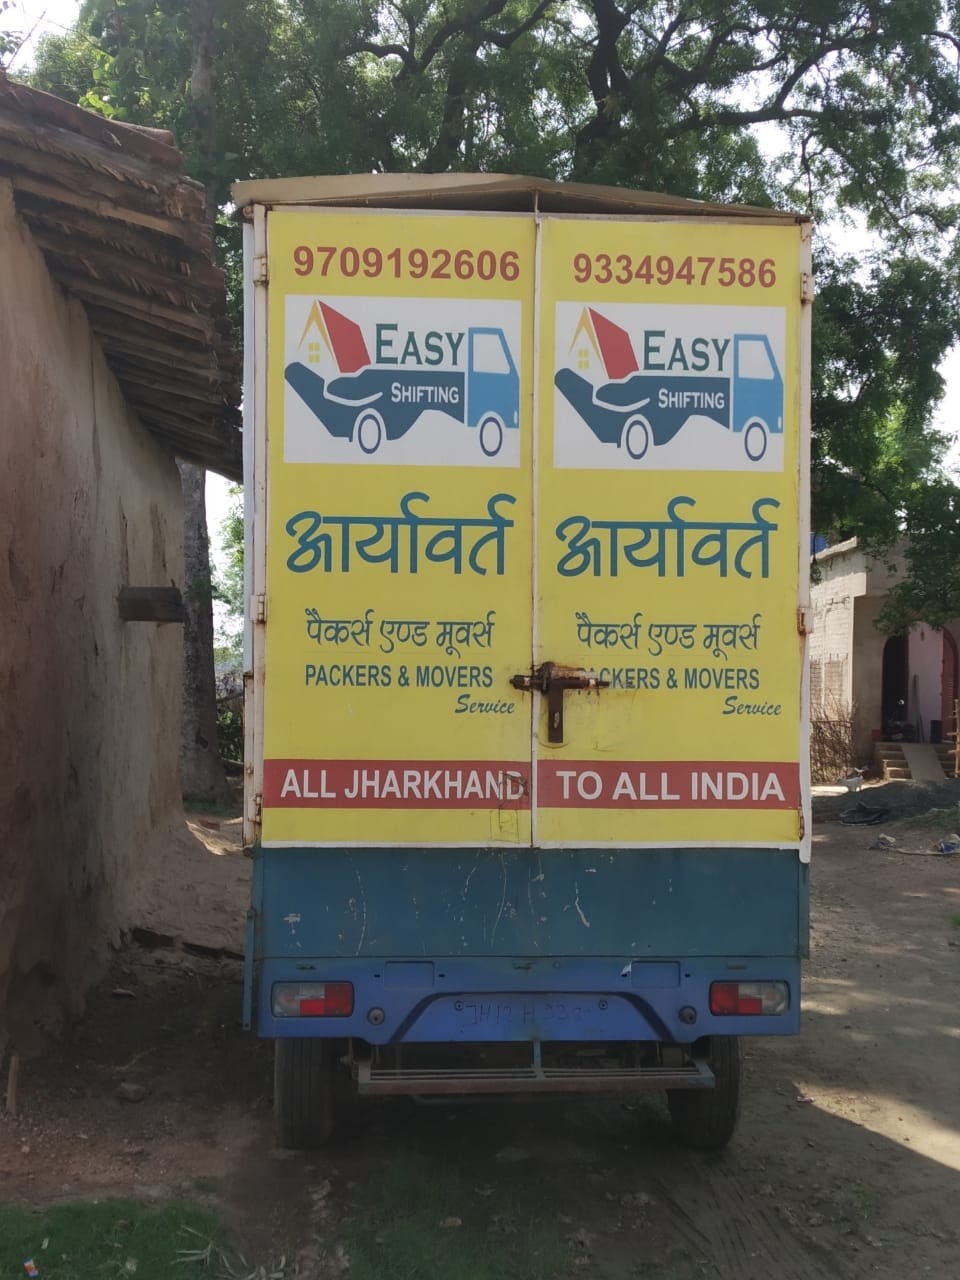 9709192606
EASY
SHIFTING
आर्यावर्त
पैकर्स एण्ड मूवर्स
PACKERS & MOVERS
Service
ALL JHARKHAND
9334947586
EASY
SHIFTING
आर्यावर्त
पैकर्स एण्ड मूवर्स
PACKERS & MOVERS
Service
TO ALL INDIA